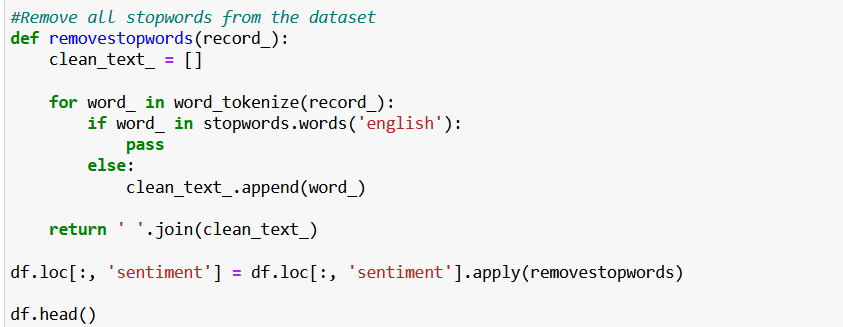 #Remove all stopwords from the dataset
def removestopwords(record_):
    clean_text_ = []

    for word_ in word_tokenize(record_):
        if word_ in stopwords.words('english'):
            pass
        else:
            clean_text_.append(word_)

    return ' '.join(clean_text_)

df.loc[:, 'sentiment'] = df.loc[:, 'sentiment'].apply(removestopwords)

df.head()